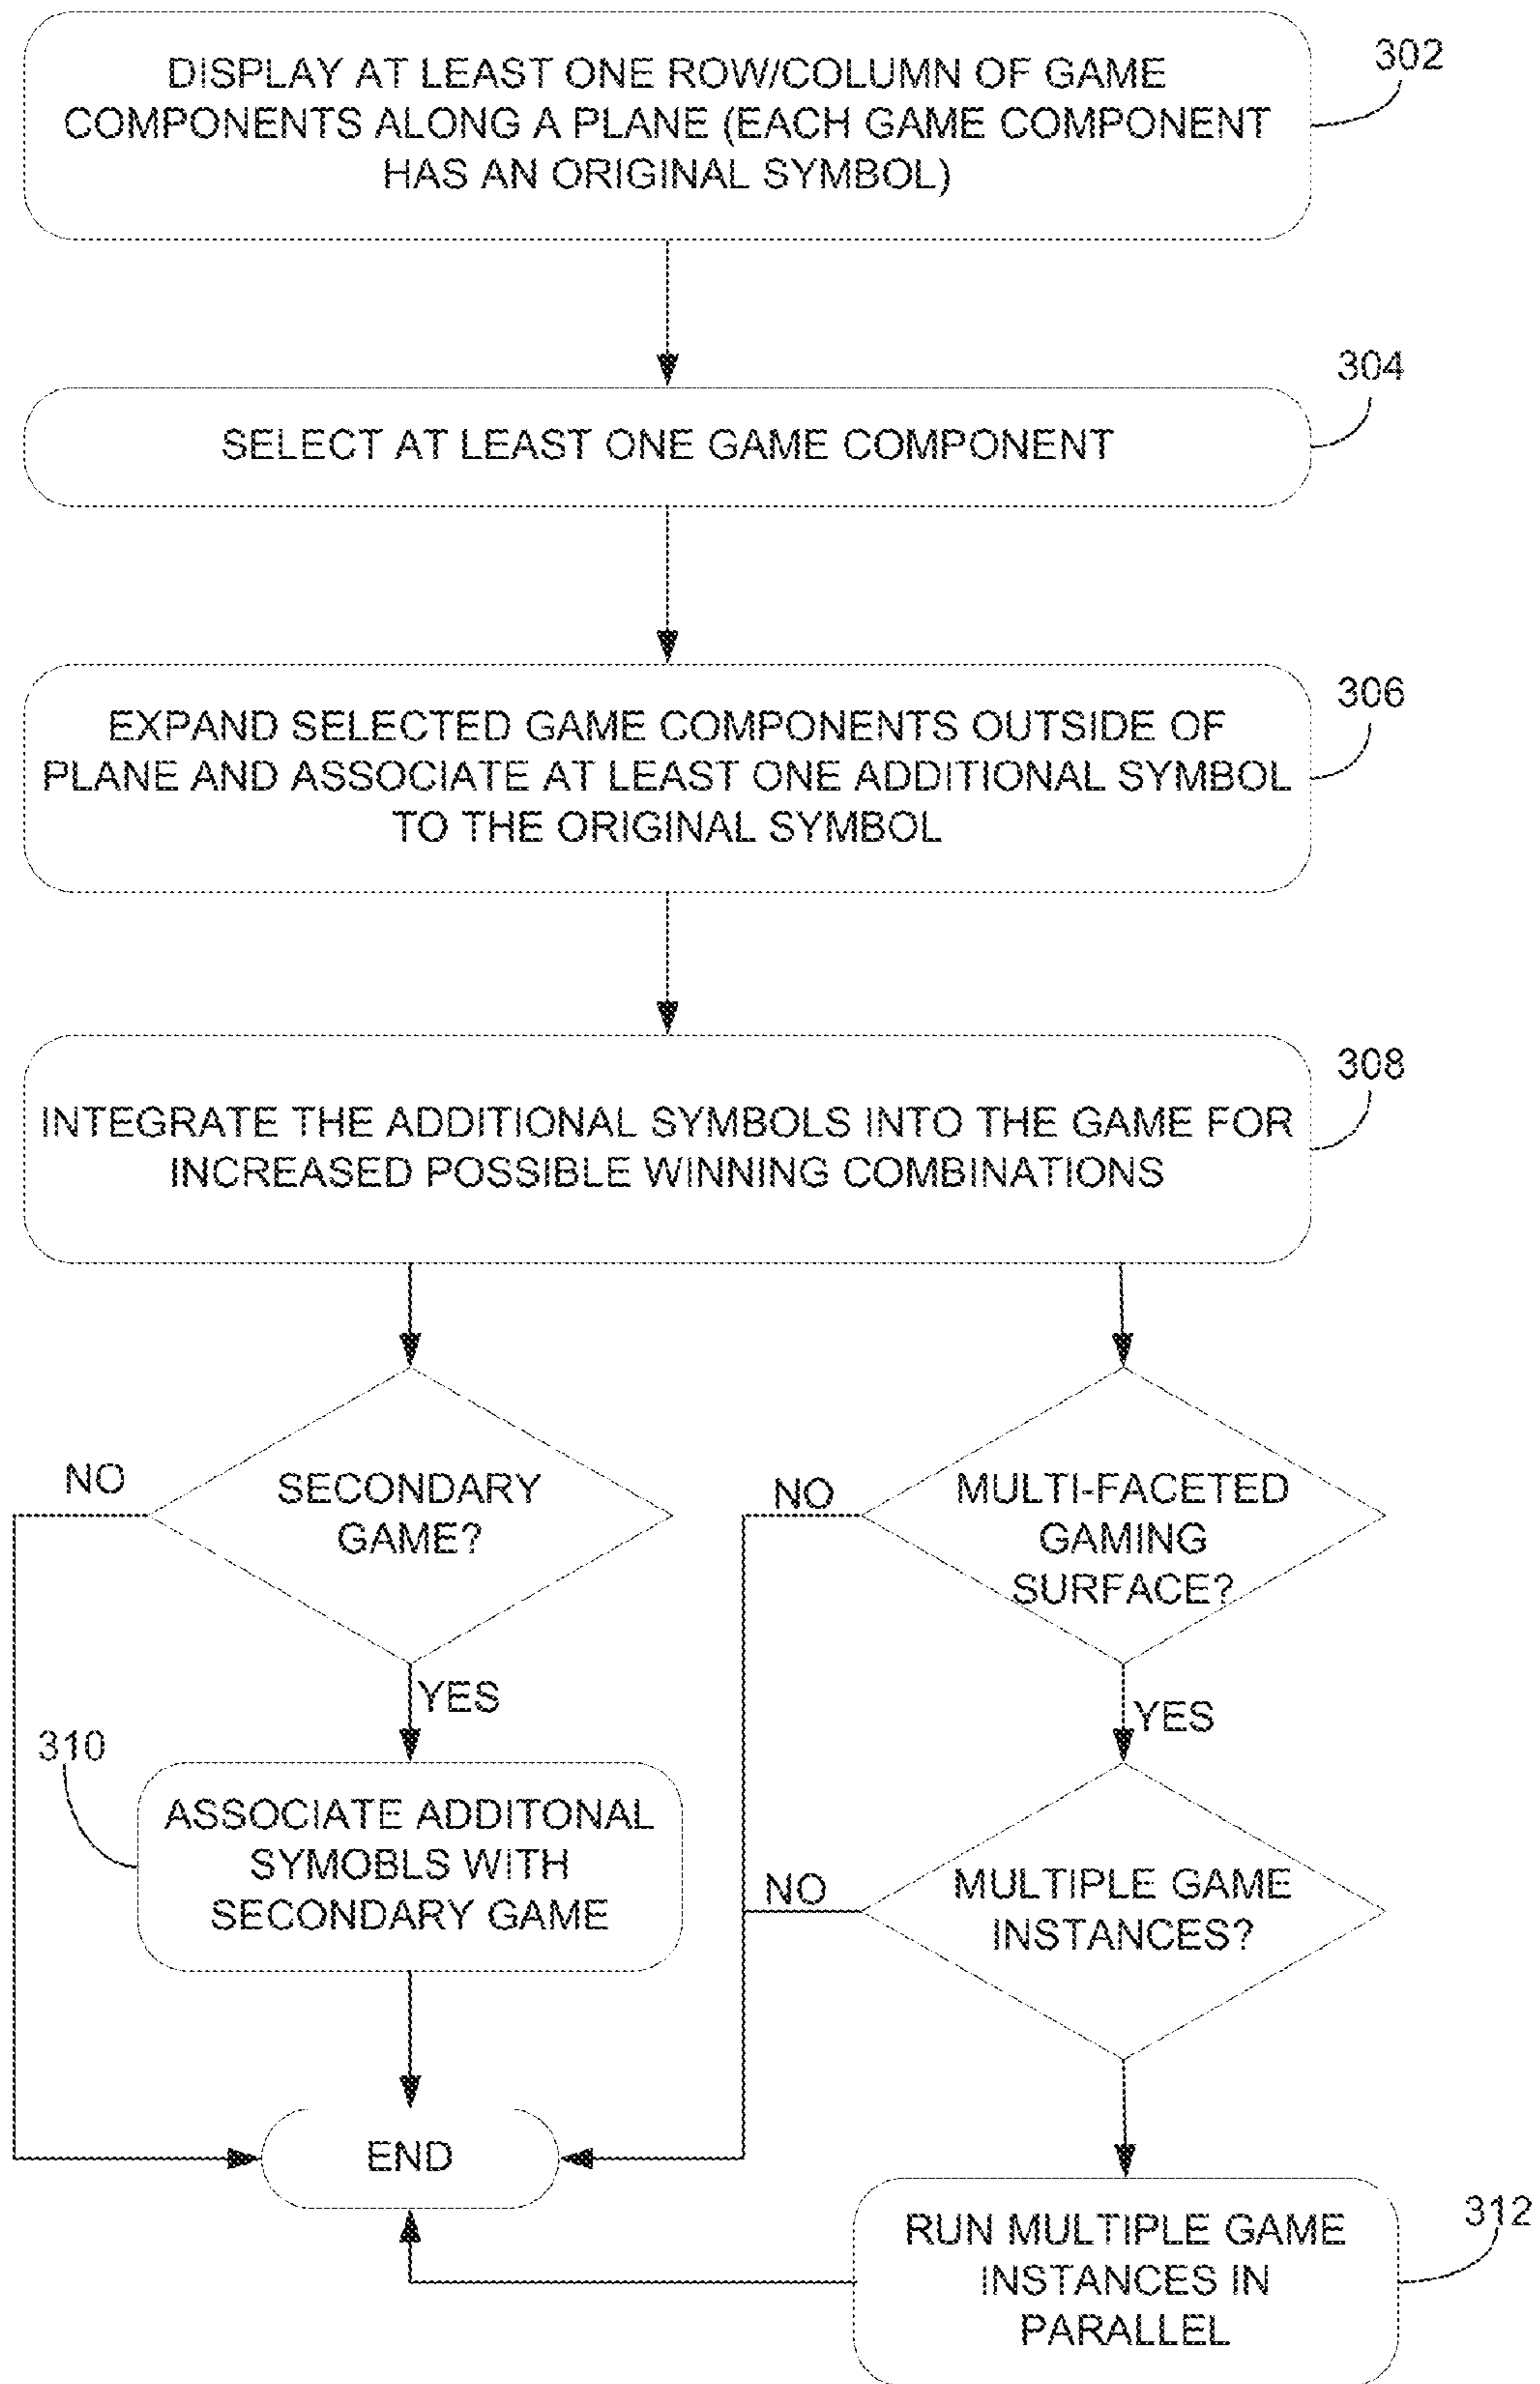 DISPLAY AT LEAST ONE ROW/COLUMN OF GAME
COMPONENTS ALONG A PLANE (EACH GAME COMPONENT
HAS AN ORIGINAL SYMBOL)
302
SELECT AT LEAST ONE GAME COMPONENT
304
EXPAND SELECTED GAME COMPONENTS OUTSIDE OF
PLANE AND ASSOCIATE AT LEAST ONE ADDITIONAL SYMBOL
TO THE ORIGINAL SYMBOL
306
INTEGRATE THE ADDITIONAL SYMBOLS INTO THE GAME FOR
INCREASED POSSIBLE WINNING COMBINATIONS
308
NO
SECONDARY
GAME?
NO
MULTI-FACETED
GAMING
SURFACE?
YES
YES
310
ASSOCIATE ADDITONAL
SYMOBLS WITH
SECONDARY GAME
NO
MULTIPLE GAME
INSTANCES?
END
RUN MULTIPLE GAME
INSTANCES IN
PARALLEL
312